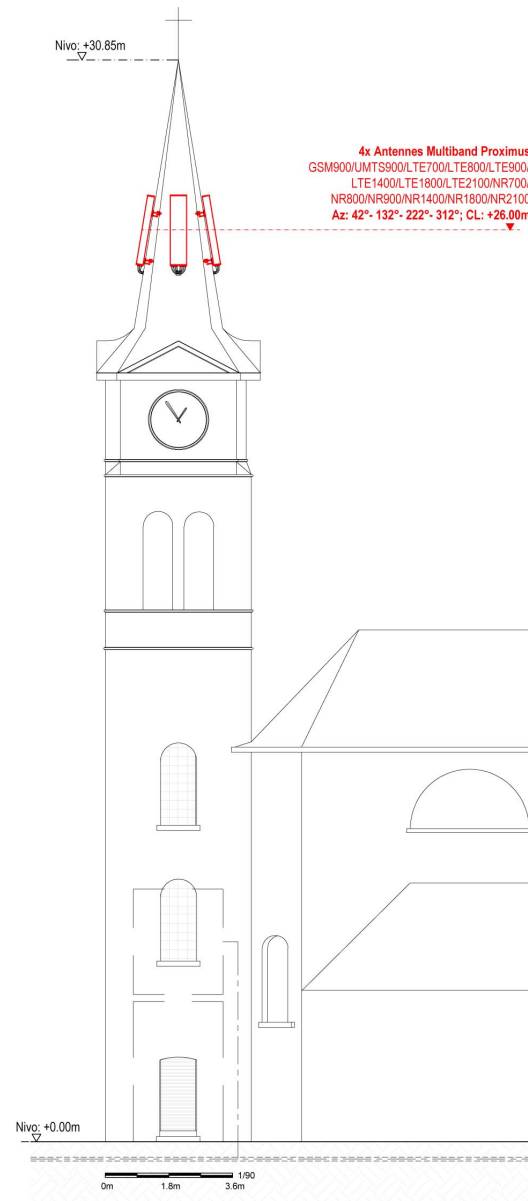 Nivo: +30.85m
4x Antennes Multiband Proximus
GSM900/UMTS900/LTE700/LTE800/LTE900/
LTE1400/LTE1800/LTE2100/NR700/
NR800/NR900/NR1400/NR1800/NR2100
Az: 42°- 132°- 222°- 312°; CL: +26.00m
Nivo: +0.00m
1/90
0m 1.8m 3.6m